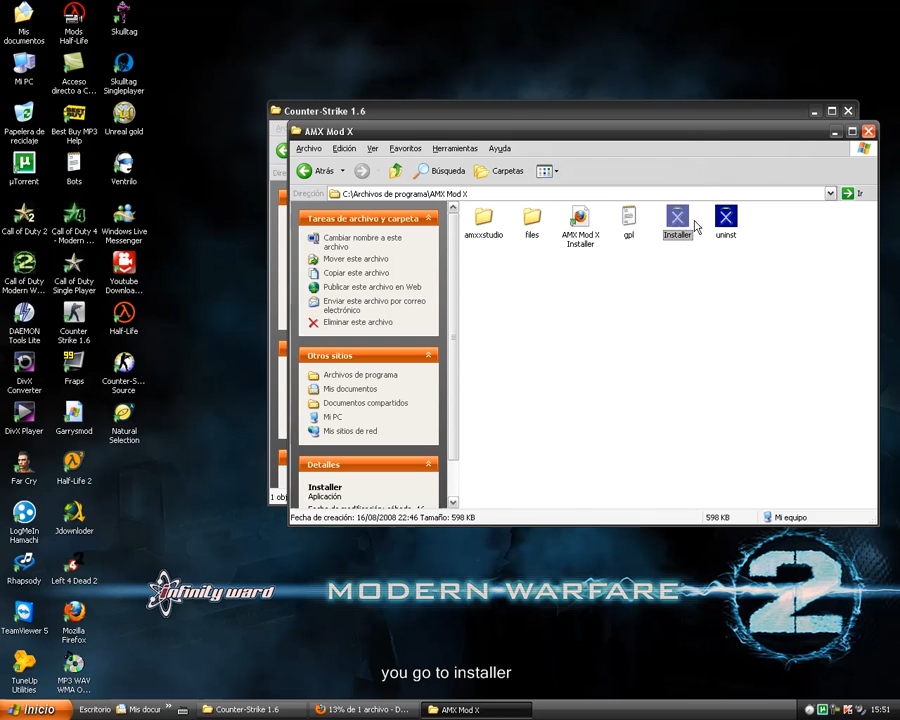 Mis
documentos
Mods
Half-Life
Skulltag
Mi PC
Acceso
directo a C...
Skulltag
Singleplayer
Papelera de
reciclaje
Best Buy MP3
Help
Unreal gold
µTorrent
Bots
Ventrilo
Call of Duty 2
Call of Duty 4
- Modern ...
Windows Live
Messenger
Call of Duty
Modern W...
Call of Duty
Single Player
Youtube
Downloa...
DAEMON
Tools Lite
Counter
Strike 1.6
Half-Life
DivX
Converter
99
Fraps
Counter-S...
Source
DivX Player
Garrysmod
Natural
Selection
Far Cry
Half-Life 2
LogMeIn
Hamachi
Jdownloder
Rhapsody
Left 4 Dead 2
TeamViewer 5
Mozilla
Firefox
TuneUp
Utilities
MP3 WAV
WMA O...
Counter-Strike 1.6
AMX Mod X
Archivo Edición Ver Favoritos Herramientas Ayuda
Atrás Búsqueda Carpetas
Dirección C:\Archivos de programa\AMX Mod X Ir
Tareas de archivo y carpeta
Cambiar nombre a este
archivo
Mover este archivo
Copiar este archivo
Publicar este archivo en Web
Enviar este archivo por correo
electrónico
Eliminar este archivo
Otros sitios
Archivos de programa
Mis documentos
Documentos compartidos
Mi PC
Mis sitios de red
Detalles
Installer
Aplicación
amxxstudio
files
AMX Mod X
Installer
gpl
Installer
uninst
Fecha de creación: 16/08/2008 22:46 Tamaño: 598 KB 598 KB Mi equipo
infinity ward
MODERN WARFARE
2
you go to installer
Inicio Escritorio Mis docur » Counter-Strike 1.6 13% de 1 archivo - D... AMX Mod X 15:51